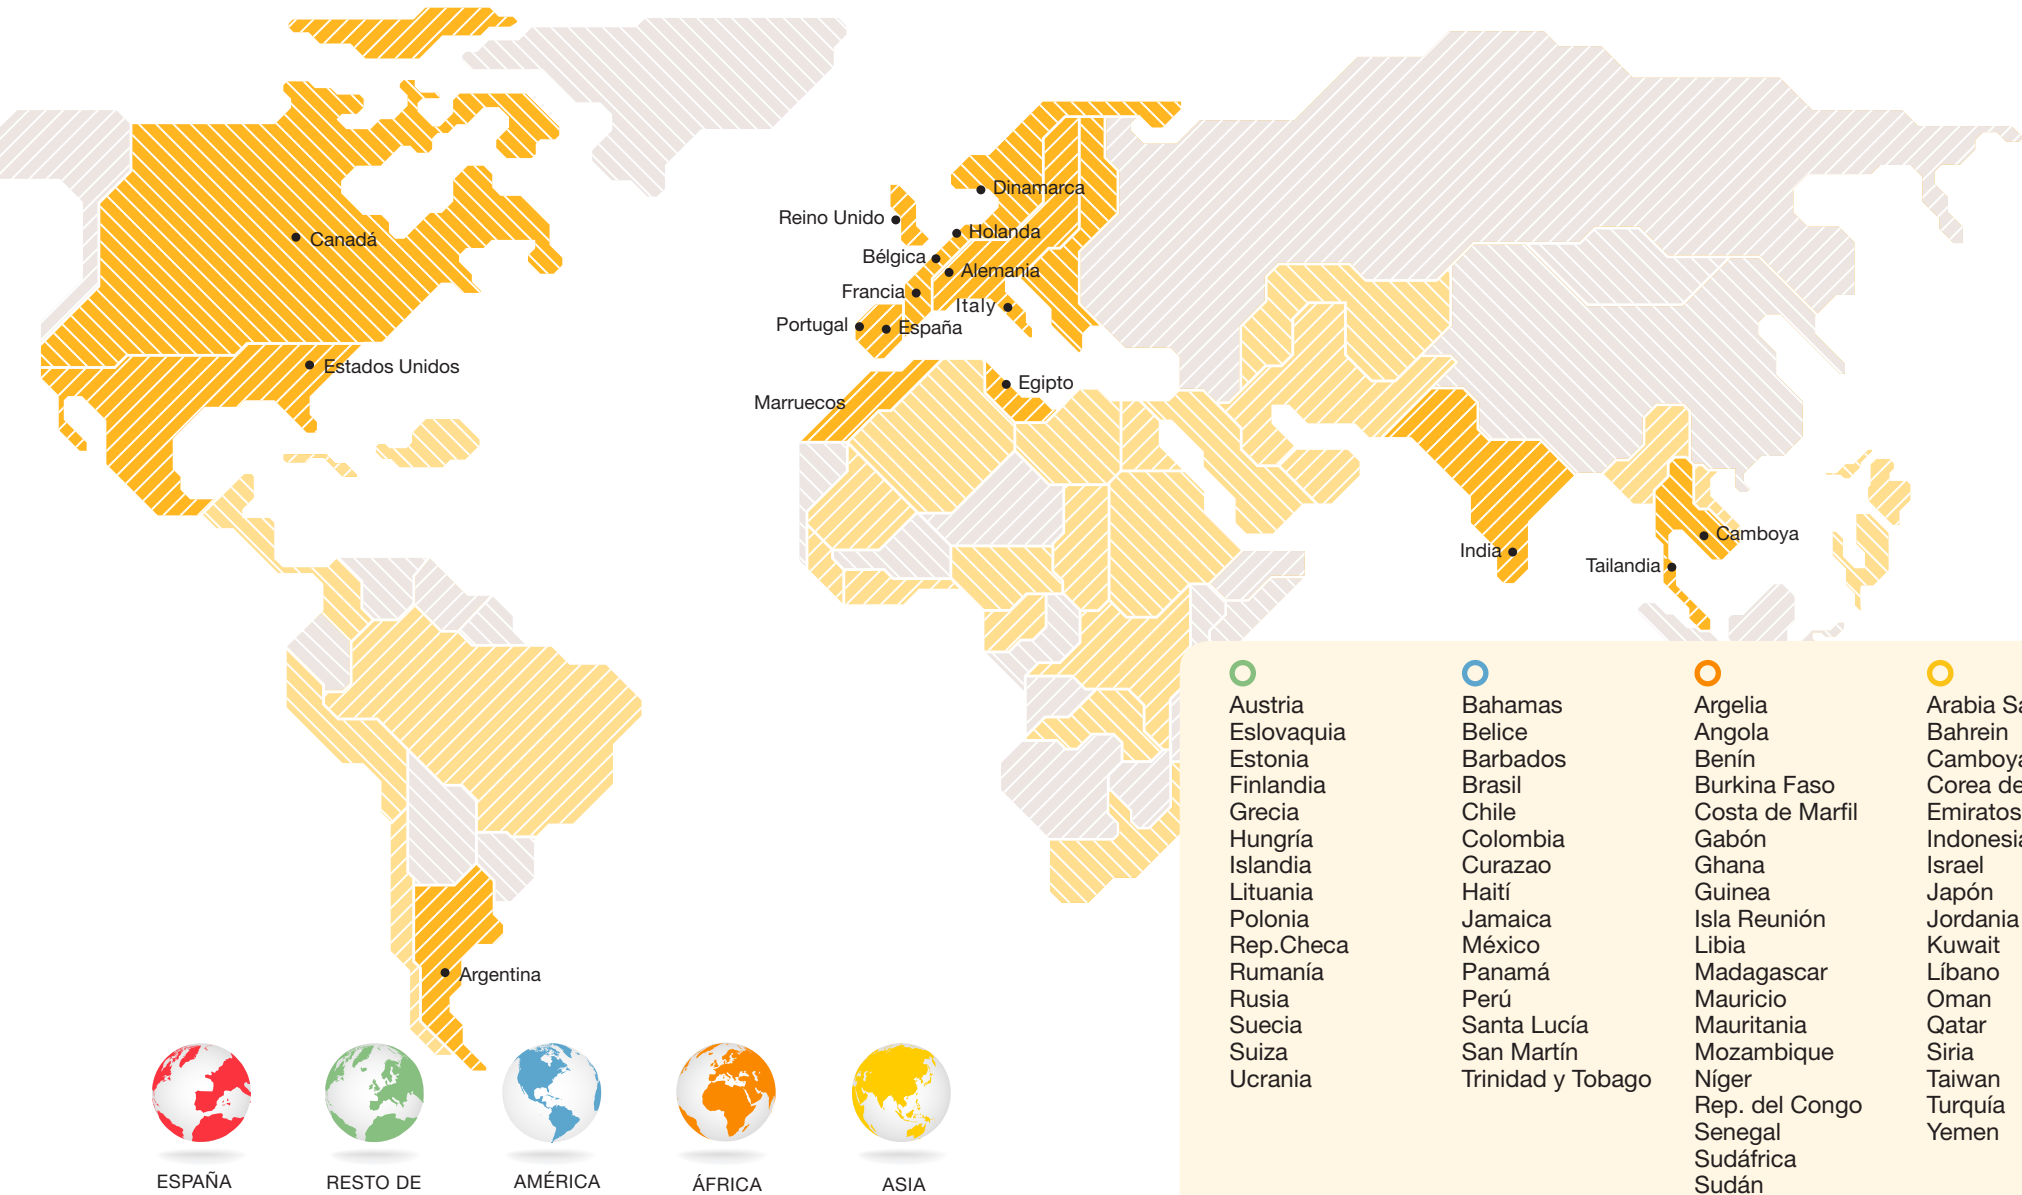 Canadá
Estados Unidos
Argentina
Dinamarca
Reino Unido
Holanda
Bélgica
Alemania
Francia
Italy
Portugal
España
Egipto
Marruecos
India
Camboya
Tailandia
Austria
Eslovaquia
Estonia
Finlandia
Grecia
Hungría
Islandia
Lituania
Polonia
Rep.Checa
Rumanía
Rusia
Suecia
Suiza
Ucrania
Bahamas
Belice
Barbados
Brasil
Chile
Colombia
Curazao
Haití
Jamaica
México
Panamá
Perú
Santa Lucía
San Martín
Trinidad y Tobago
Argelia
Angola
Benín
Burkina Faso
Costa de Marfil
Gabón
Ghana
Guinea
Isla Reunión
Libia
Madagascar
Mauricio
Mauritania
Mozambique
Níger
Rep. del Congo
Senegal
Sudáfrica
Sudán
Arabia
Bahrein
Camboya
Corea
Emiratos
Indonesia
Israel
Japón
Jordania
Kuwait
Líbano
Oman
Qatar
Siria
Taiwan
Turquía
Yemen
ESPAÑA
RESTO DE
AMÉRICA
ÁFRICA
ASIA